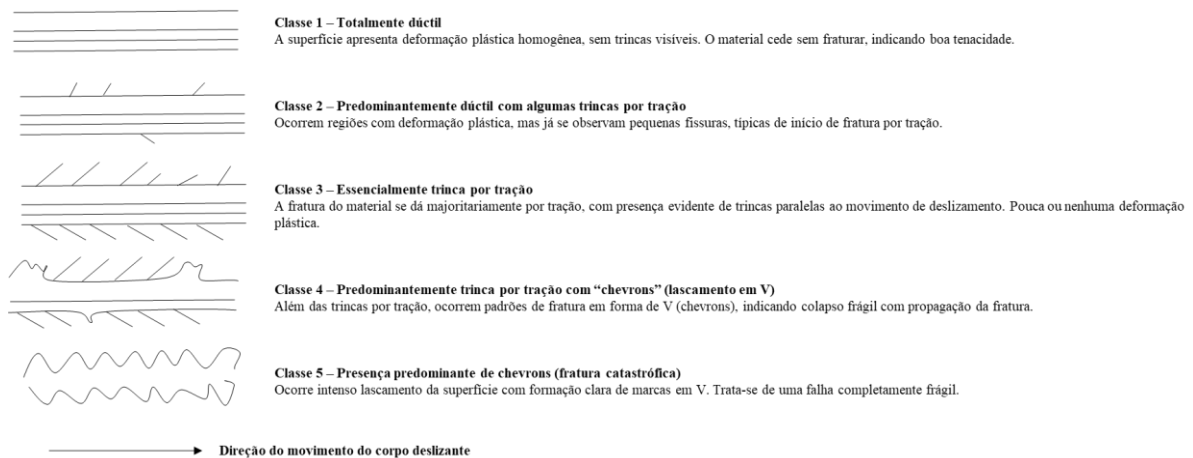 Classe 1 – Totalmente dúctil
A superfície apresenta deformação plástica homogênea, sem trincas visíveis. O material cede sem fraturar, indicando boa tenacidade.
Classe 2 – Predominantemente dúctil com algumas trincas por tração
Ocorrem regiões com deformação plástica, mas já se observam pequenas fissuras, típicas de início de fratura por tração.
Classe 3 – Essencialmente trinca por tração
A fratura do material se dá majoritariamente por tração, com presença evidente de trincas paralelas ao movimento de deslizamento. Pouca ou nenhuma deformação
plástica.
Classe 4 – Predominantemente trinca por tração com “chevrons” (lascamento em V)
Além das trincas por tração, ocorrem padrões de fratura em forma de V (chevrons), indicando colapso frágil com propagação da fratura.
Classe 5 – Presença predominante de chevrons (fratura catastrófica)
Ocorre intenso lascamento da superfície com formação clara de marcas em V. Trata-se de uma falha completamente frágil.
Direção do movimento do corpo deslizante